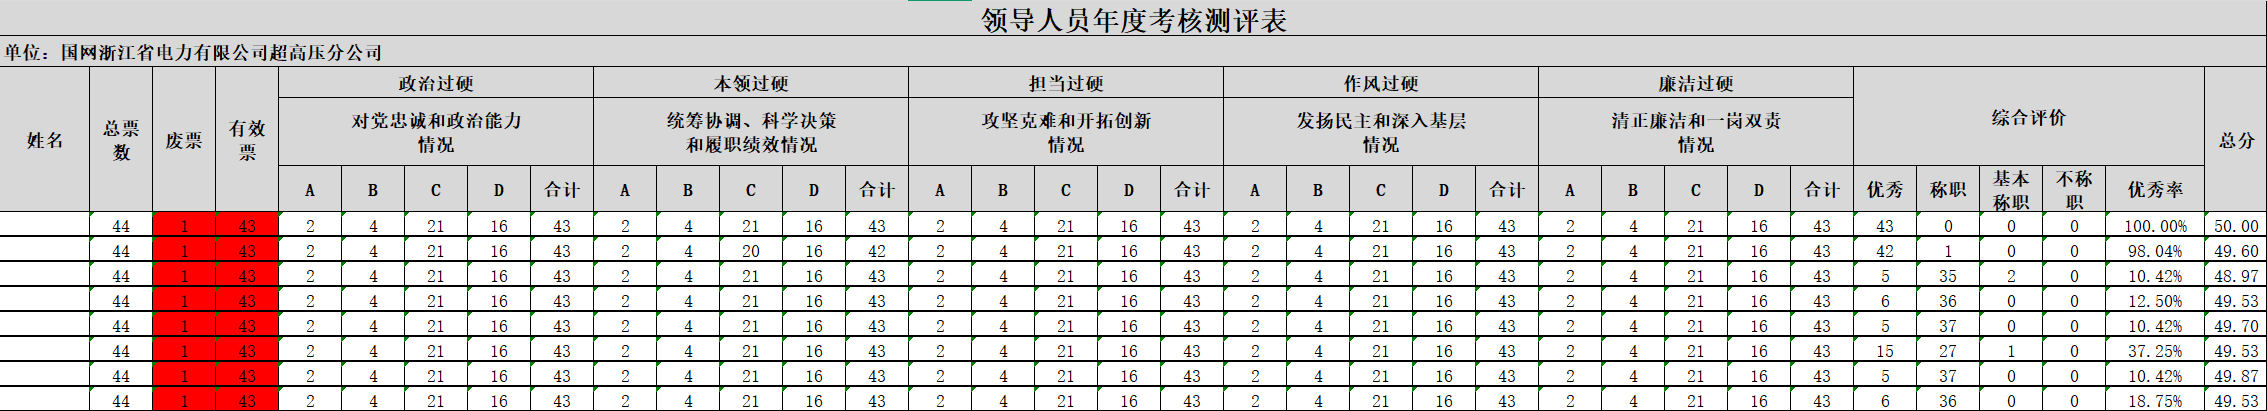 领导人员年度考核测评表
单位：国网浙江省电力有限公司超高压分公司
姓名 总票数 废票 有效票 政治过硬 本领过硬 担当过硬 作风过硬 廉洁过硬 综合评价 总分
对党忠诚和政治能力情况 统筹协调、科学决策和履职绩效情况 攻坚克难和开拓创新情况 发扬民主和深入基层情况 清正廉洁和一岗双责情况
A B C D 合计 A B C D 合计 A B C D 合计 A B C D 合计 A B C D 合计 优秀 称职 基本称职 不称职 优秀率
44 1 43 2 4 21 16 43 2 4 21 16 43 2 4 21 16 43 2 4 21 16 43 2 4 21 16 43 43 0 0 0 100.00% 50.00
44 1 43 2 4 21 16 43 2 4 20 16 42 2 4 21 16 43 2 4 21 16 43 2 4 21 16 43 42 1 0 0 98.04% 49.60
44 1 43 2 4 21 16 43 2 4 21 16 43 2 4 21 16 43 2 4 21 16 43 2 4 21 16 43 5 35 2 0 10.42% 48.97
44 1 43 2 4 21 16 43 2 4 21 16 43 2 4 21 16 43 2 4 21 16 43 2 4 21 16 43 6 36 0 0 12.50% 49.53
44 1 43 2 4 21 16 43 2 4 21 16 43 2 4 21 16 43 2 4 21 16 43 2 4 21 16 43 5 37 0 0 10.42% 49.70
44 1 43 2 4 21 16 43 2 4 21 16 43 2 4 21 16 43 2 4 21 16 43 2 4 21 16 43 15 27 1 0 37.25% 49.53
44 1 43 2 4 21 16 43 2 4 21 16 43 2 4 21 16 43 2 4 21 16 43 2 4 21 16 43 5 37 0 0 10.42% 49.87
44 1 43 2 4 21 16 43 2 4 21 16 43 2 4 21 16 43 2 4 21 16 43 2 4 21 16 43 6 36 0 0 18.75% 49.53